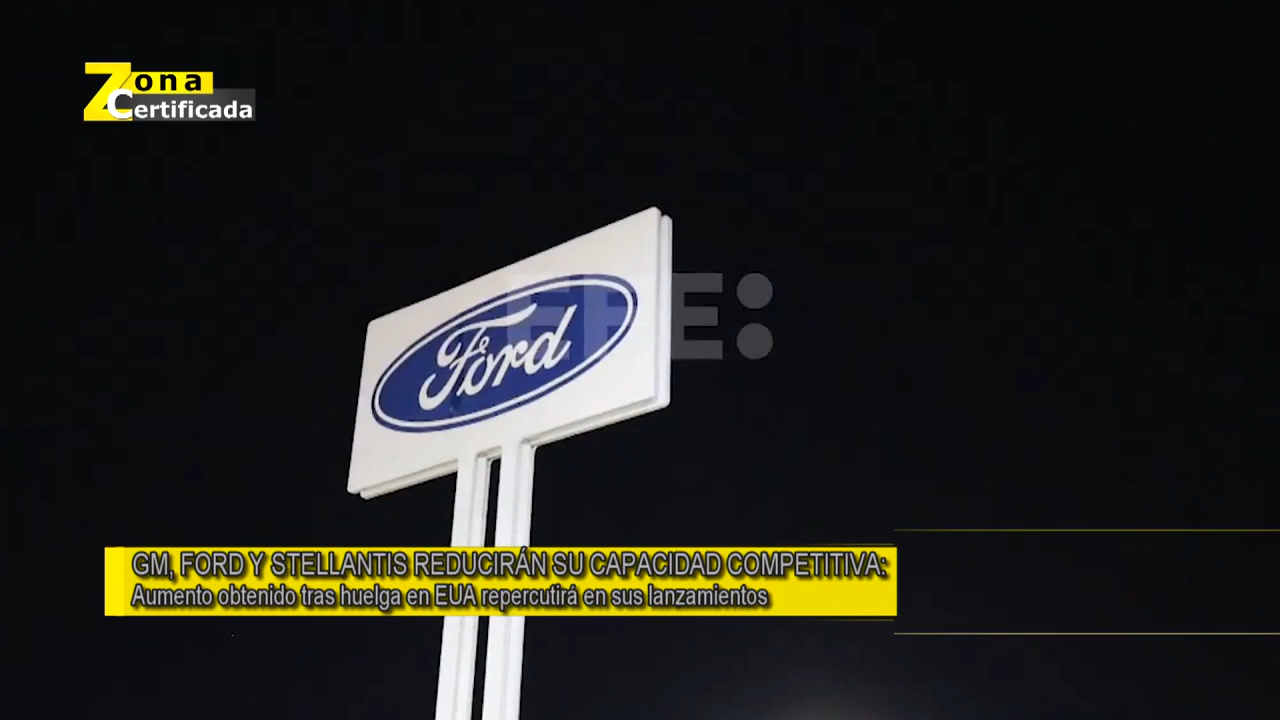 Zona
Certificada
Ford
EFE:
GM, FORD Y STELLANTIS REDUCIRÁN SU CAPACIDAD COMPETITIVA:
Aumento obtenido tras huelga en EUA repercutirá en sus lanzamientos